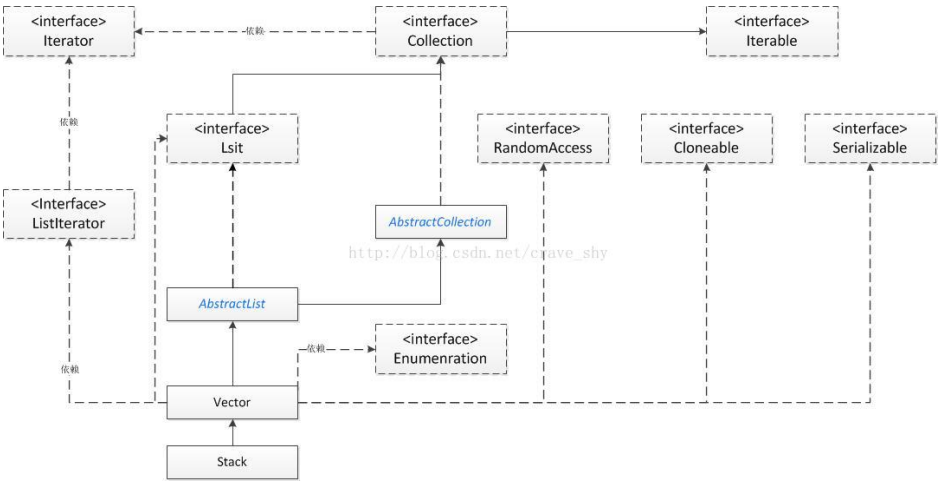 <interface>
Iterator
依赖
<interface>
Collection
<interface>
Iterable
依赖
<interface>
Lsit
<interface>
RandomAccess
<interface>
Cloneable
<interface>
Serializable
<Interface>
ListIterator
AbstractCollection
http://blog.csdn.net/crave_shy
AbstractList
依赖
<interface>
Enumenration
依赖
Vector
Stack